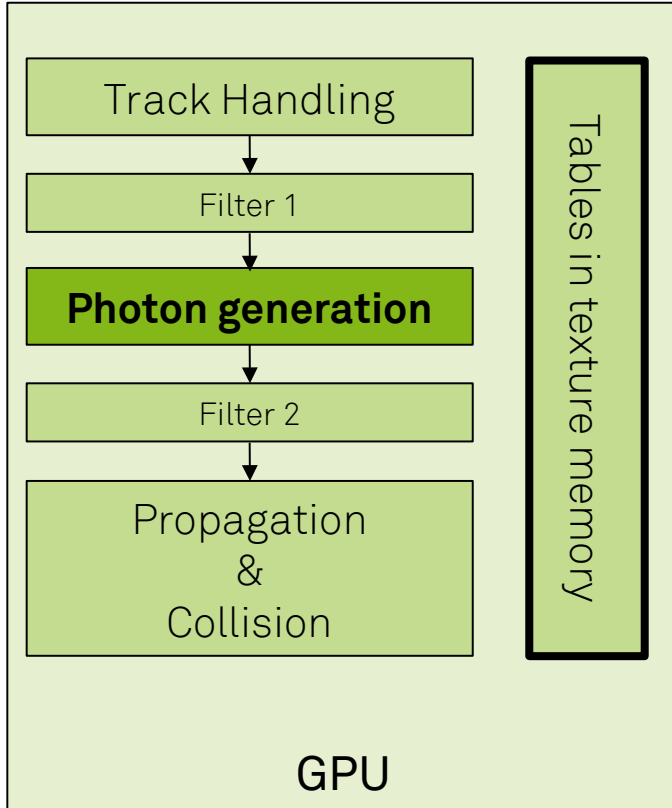 Track Handling
Filter 1
Photon generation
Filter 2
Propagation
&
Collision
Tables in texture memory
GPU